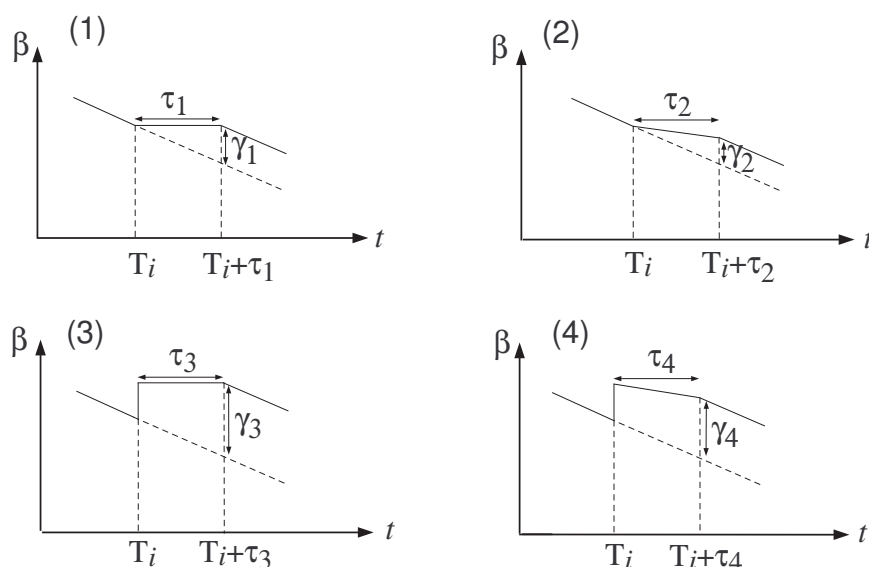 (1)
β
τ1
γ1
t
Ti
Ti+τ1
(2)
β
τ2
γ2
t
Ti
Ti+τ2
(3)
β
τ3
γ3
t
Ti
Ti+τ3
(4)
β
τ4
γ4
t
Ti
Ti+τ4